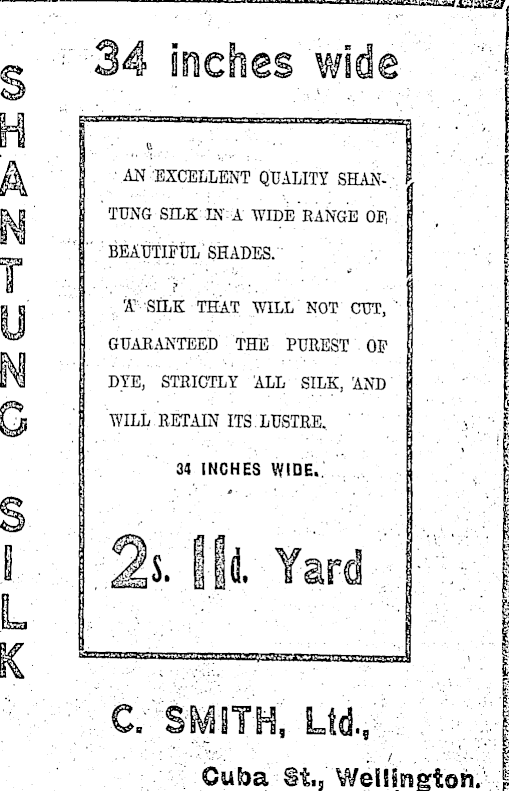 34 inches wide
SHANTUNG SILK
AN EXCELLENT QUALITY SHAN-
TUNG SILK IN A WIDE RANGE OF
BEAUTIFUL SHADES.
A SILK THAT WILL NOT CUT,
GUARANTEED THE PUREST OF
DYE, STRICTLY ALL SILK, AND
WILL RETAIN ITS LUSTRE.
34 INCHES WIDE.
2s. 11d. Yard
C. SMITH, Ltd.,
Cuba St., Wellington.